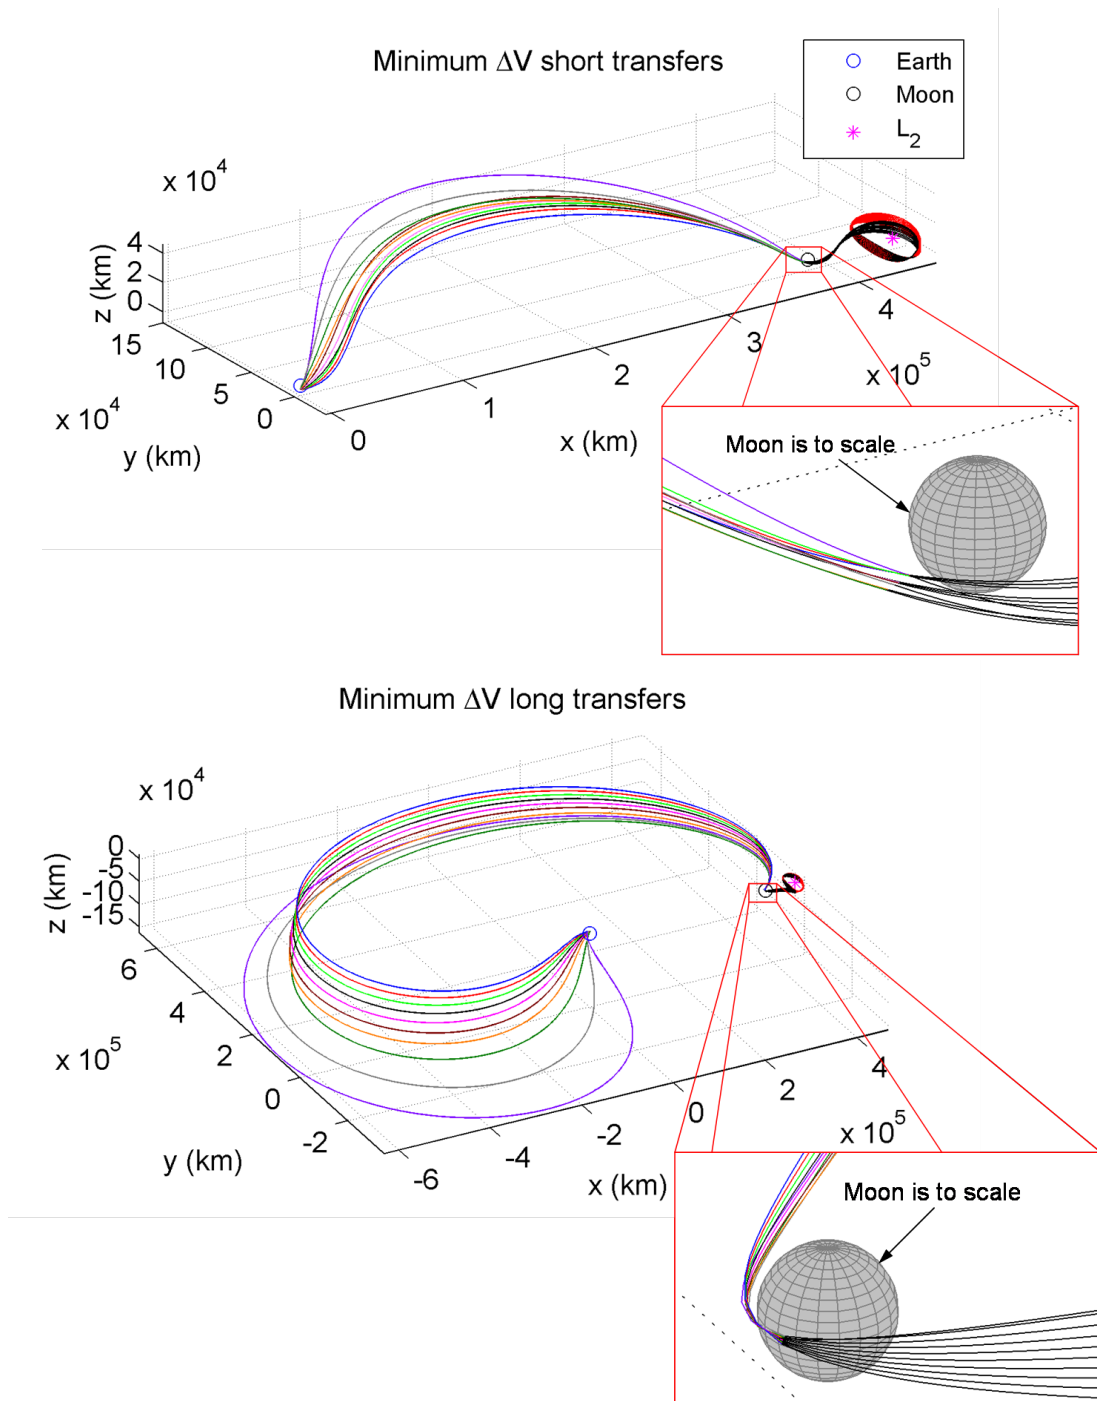 Minimum ΔV short transfers
Earth
Moon
L2
x 10^4
4
2
0
z (km)
15
10
5
0
x 10^4
y (km)
0
1
2
3
4
x 10^5
x (km)
Moon is to scale
Minimum ΔV long transfers
x 10^4
0
-5
-10
-15
z (km)
6
4
2
0
-2
x 10^5
y (km)
-6
-4
-2
0
2
4
x 10^5
x (km)
Moon is to scale